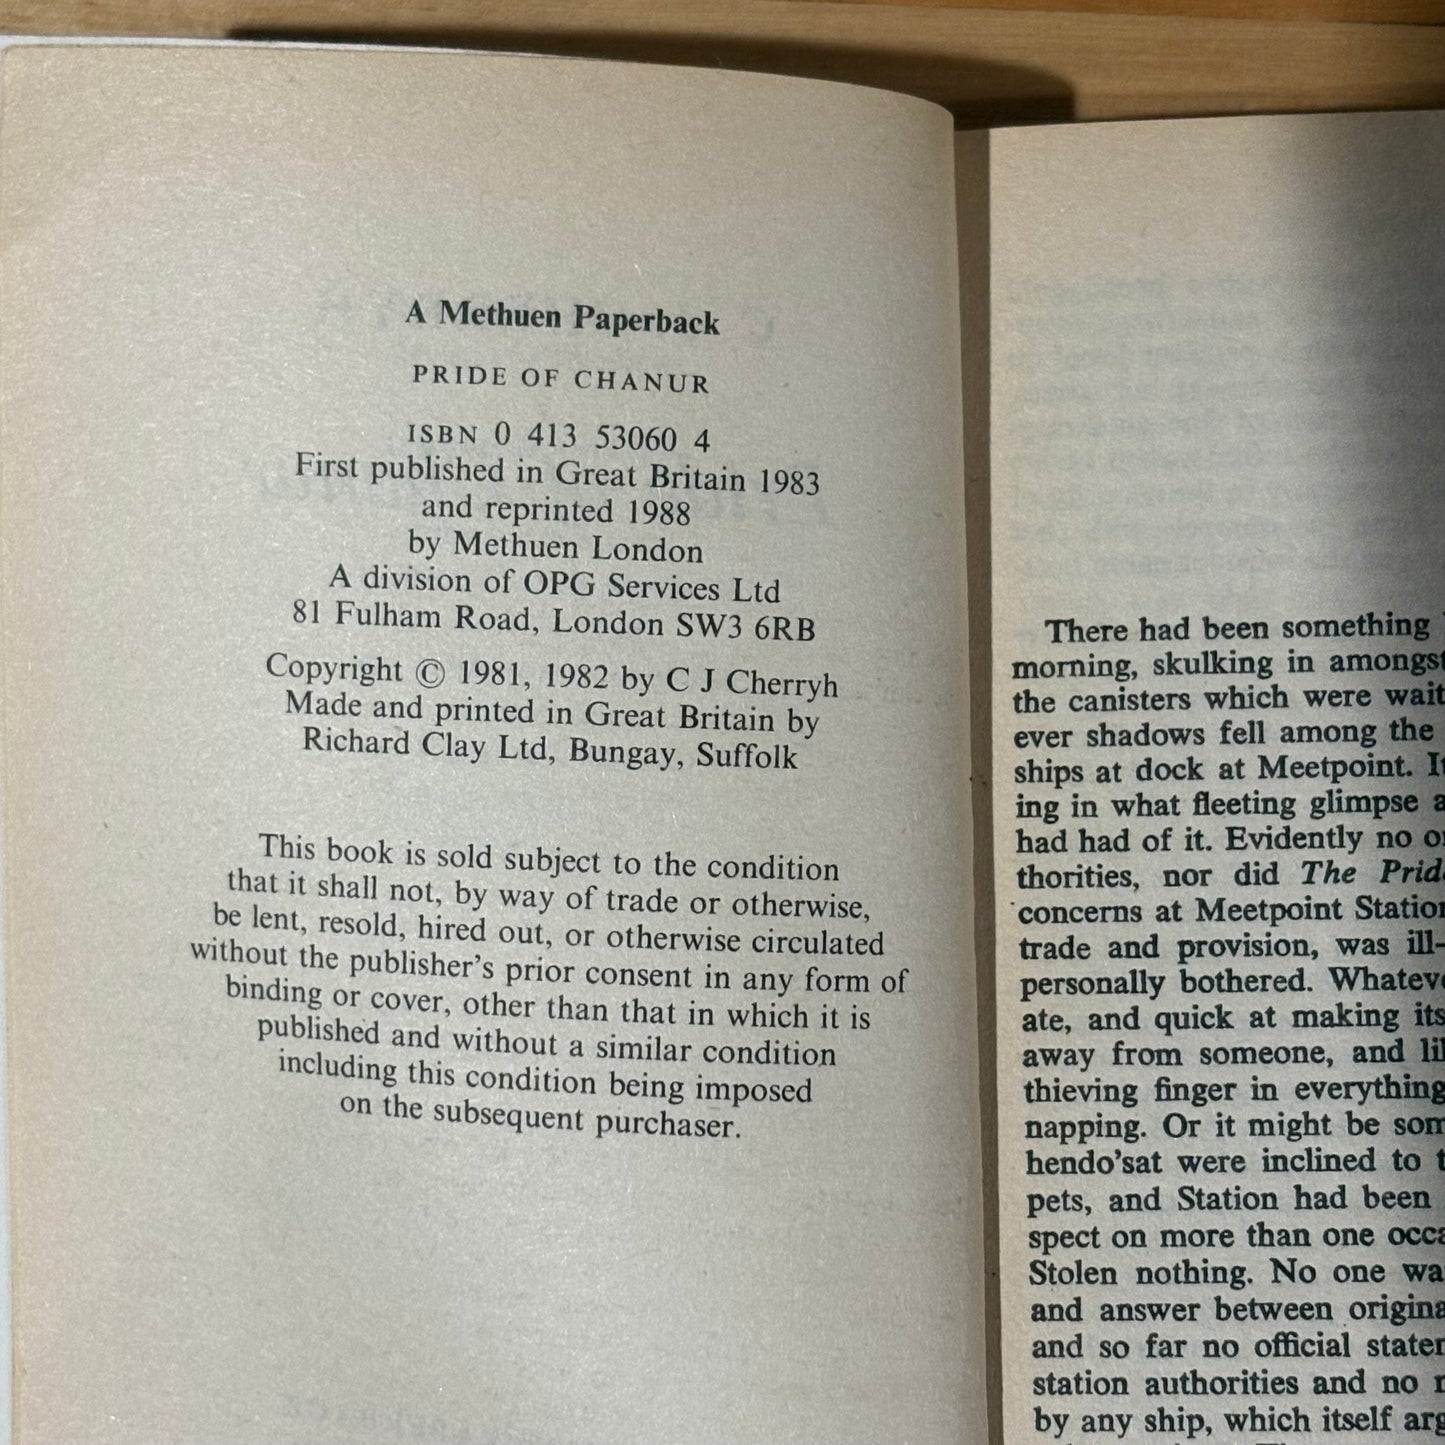 A Methuen Paperback
PRIDE OF CHANUR
ISBN 0 413 53060 4
First published in Great Britain 1983
and reprinted 1988
by Methuen London
A division of OPG Services Ltd
81 Fulham Road, London SW3 6RB
Copyright © 1981, 1982 by C J Cherryh
Made and printed in Great Britain by
Richard Clay Ltd, Bungay, Suffolk
This book is sold subject to the condition
that it shall not, by way of trade or otherwise,
be lent, resold, hired out, or otherwise circulated
without the publisher's prior consent in any form of
binding or cover, other than that in which it is
published and without a similar condition
including this condition being imposed
on the subsequent purchaser.
There had been something
morning, skulking in amongst
the canisters which were wait
ever shadows fell among the
ships at dock at Meetpoint. It
ing in what fleeting glimpse a
had had of it. Evidently no o
thorities, nor did The Pride
concerns at Meetpoint Station
trade and provision, was ill-
personally bothered. Whateve
ate, and quick at making its
away from someone, and lil
thieving finger in everything
napping. Or it might be som
hendo'sat were inclined to t
pets, and Station had been
spect on more than one occa
Stolen nothing. No one wa
and answer between origina
and so far no official stater
station authorities and no r
by any ship, which itself arg